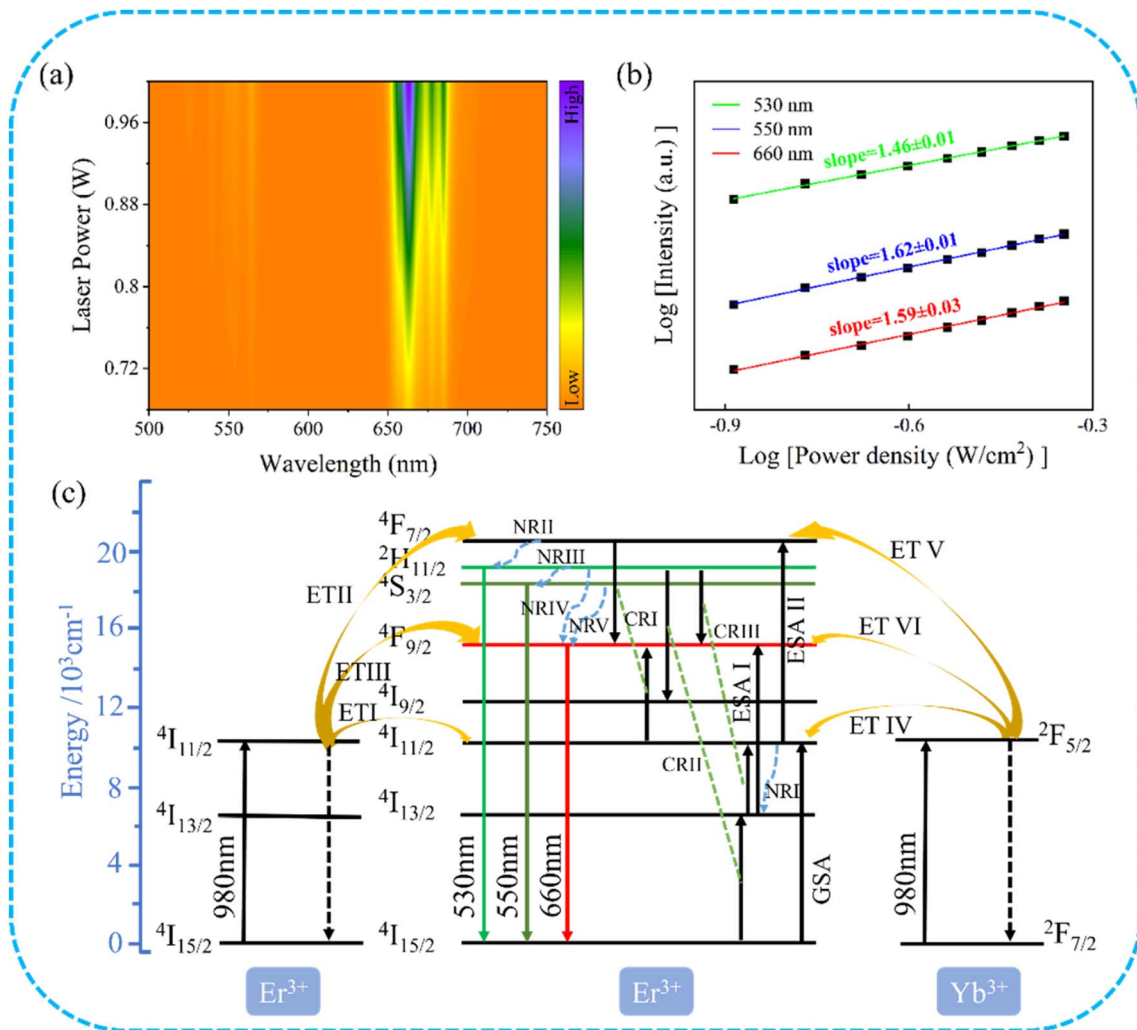 (a)
0.96
0.88
0.8
0.72
Laser Power (W)
500
550
600
650
700
750
Wavelength (nm)
High
Low
(b)
530 nm
550 nm
660 nm
slope=1.46±0.01
slope=1.62±0.01
slope=1.59±0.03
Log [Intensity (a.u.) ]
-0.9
-0.6
-0.3
Log [Power density (W/cm²) ]
(c)
Energy /10³cm⁻¹
20
16
12
8
4
0
⁴I₁₁/₂
⁴I₁₃/₂
⁴I₁₅/₂
980nm
ETII
ETIII
ETI
⁴F₇/₂
²H₁₁/₂
⁴S₃/₂
⁴F₉/₂
⁴I₉/₂
⁴I₁₁/₂
⁴I₁₃/₂
⁴I₁₅/₂
NRII
NRIII
NRIV
NRV
CRI
CRIII
CRII
NRI
ESA I
ESA II
GSA
530nm
550nm
660nm
ET V
ET VI
ET IV
²F₅/₂
²F₇/₂
980nm
Er³⁺
Er³⁺
Yb³⁺